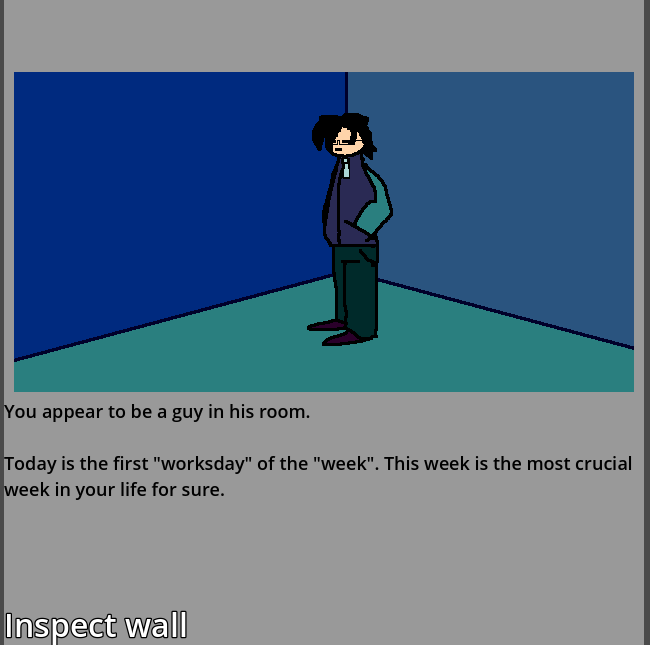 You appear to be a guy in his room.
Today is the first "worksday" of the "week". This week is the most crucial
week in your life for sure.
Inspect wall